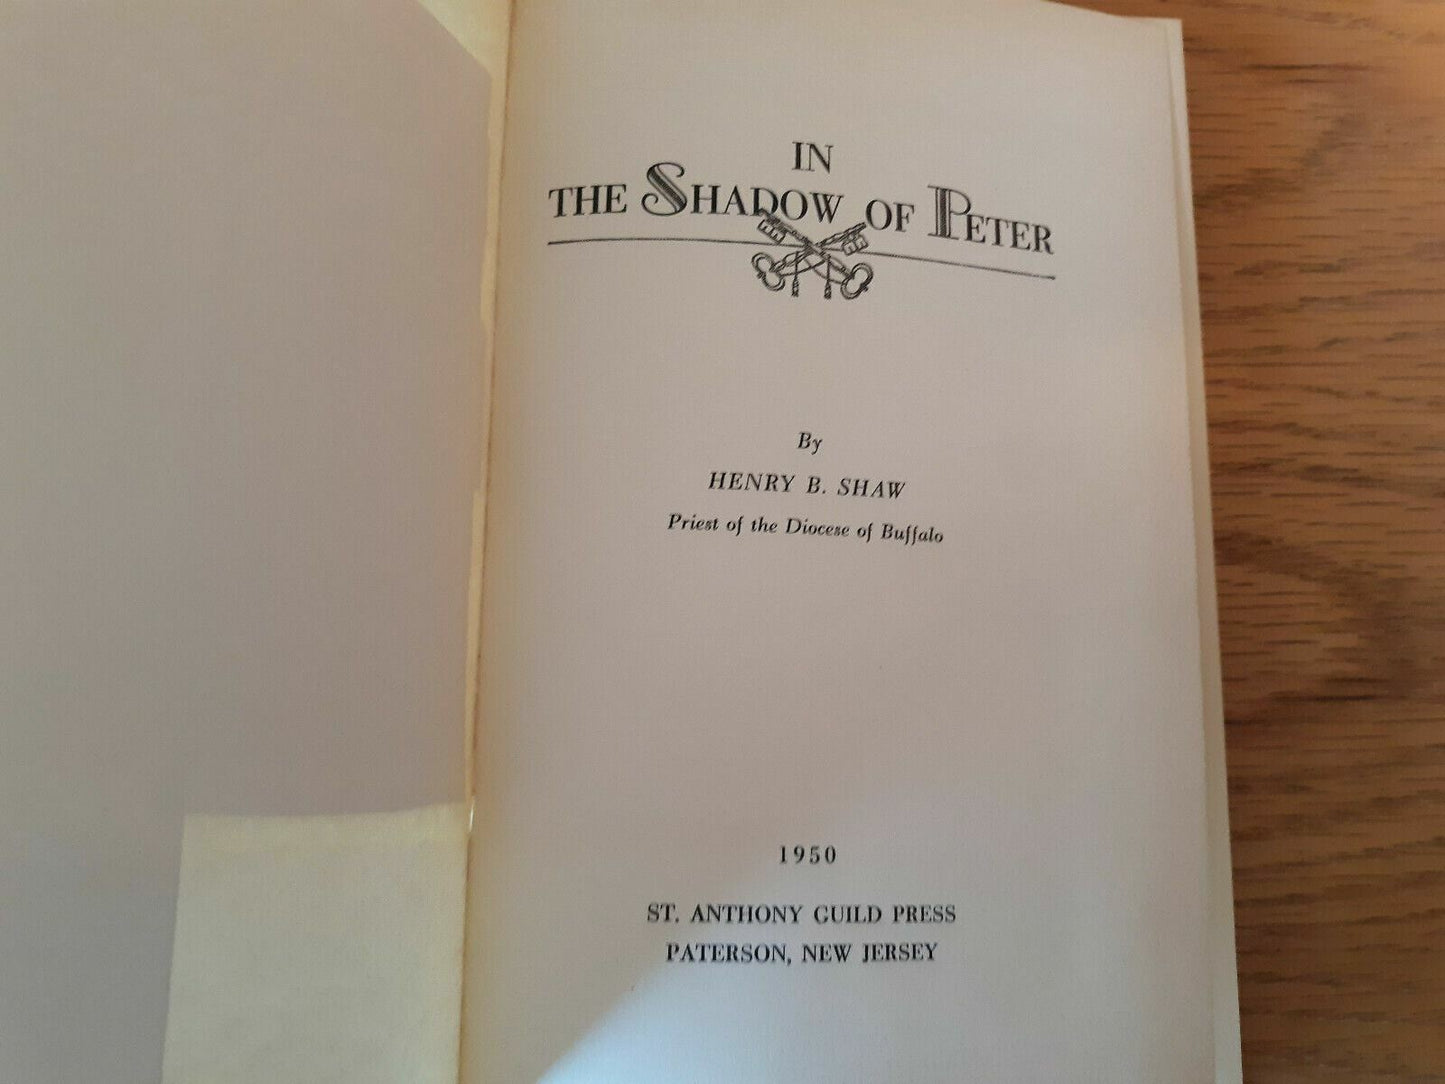 IN
THE SHADOW OF PETER
By
HENRY B. SHAW
Priest of the Diocese of Buffalo
1950
ST. ANTHONY GUILD PRESS
PATERSON, NEW JERSEY